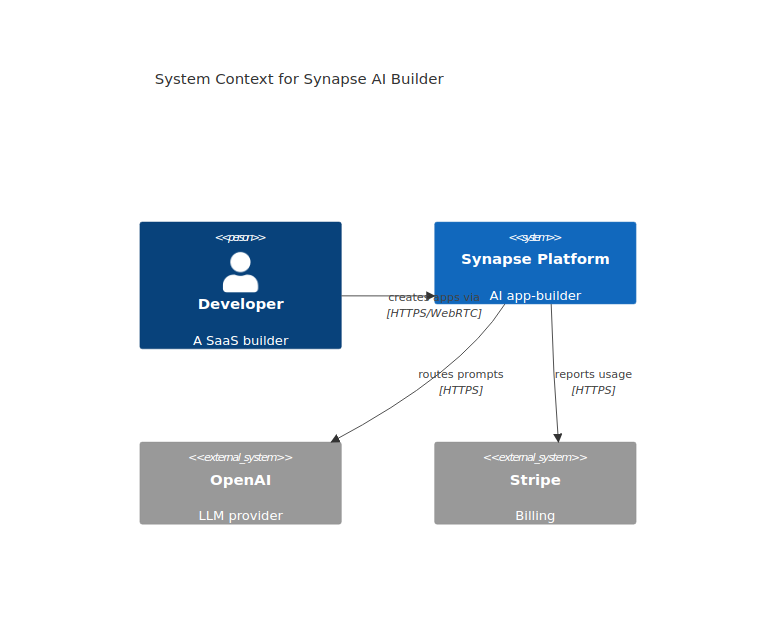 System Context for Synapse AI Builder
<<person>>
Developer
A SaaS builder
<<system>>
Synapse Platform
AI app-builder
creates apps via
[HTTPS/WebRTC]
routes prompts
[HTTPS]
reports usage
[HTTPS]
<<external_system>>
OpenAI
LLM provider
<<external_system>>
Stripe
Billing